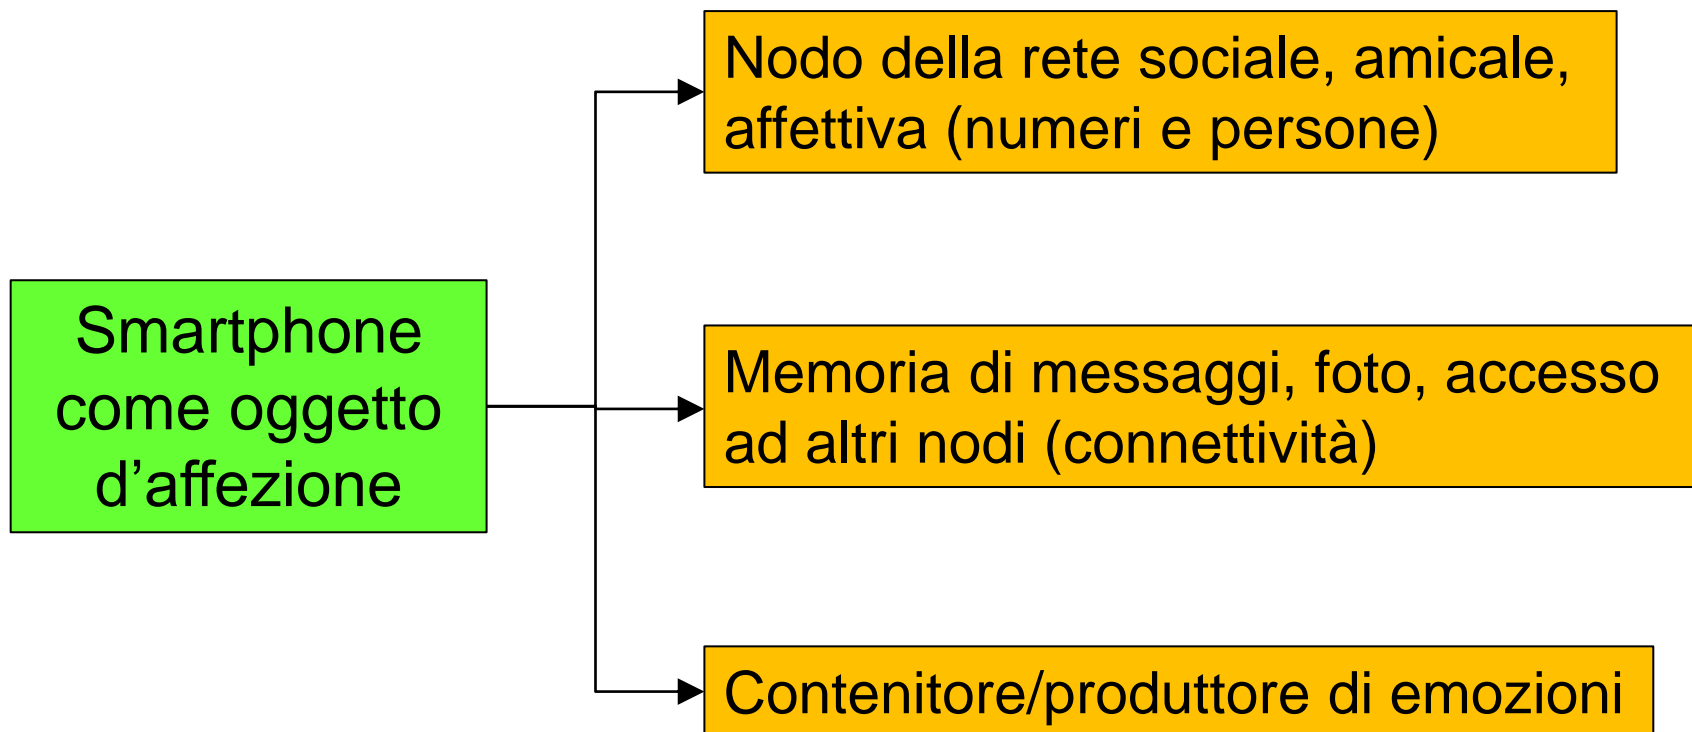 Nodo della rete sociale, amicale,
affettiva (numeri e persone)
Smartphone
come oggetto
d’affezione
Memoria di messaggi, foto, accesso
ad altri nodi (connettività)
Contenitore/produttore di emozioni